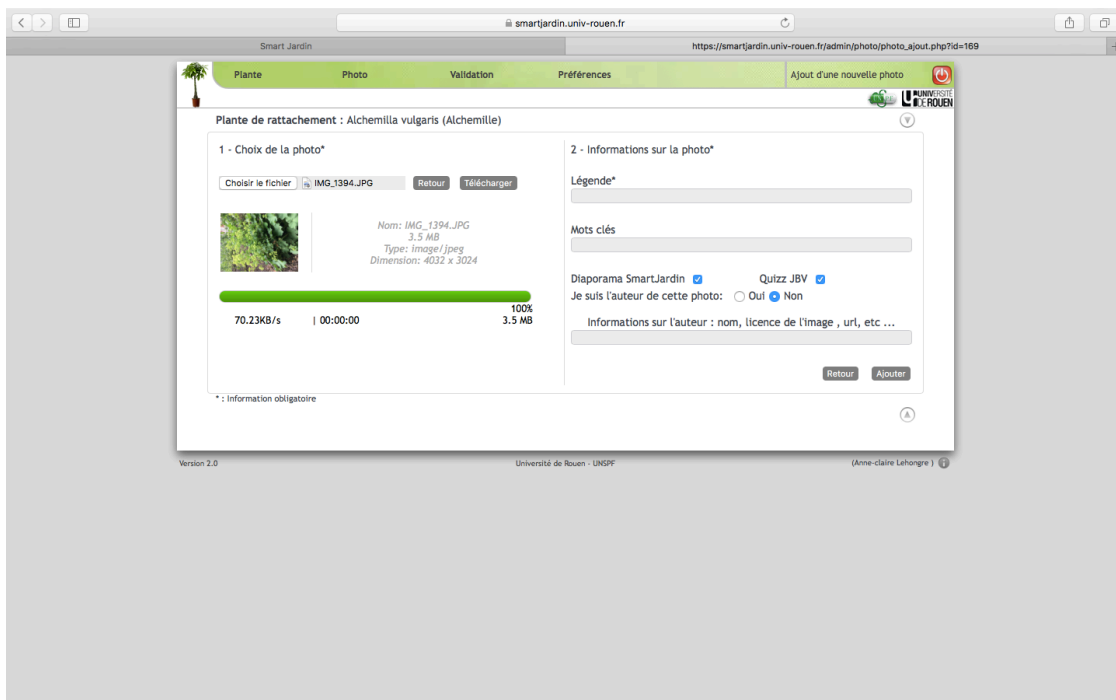 smartjardin.univ-rouen.fr
Smart Jardin
https://smartjardin.univ-rouen.fr/admin/photo/photo_ajout.php?id=169
Plante Photo Validation Préférences Ajout d'une nouvelle photo
UNIVERSITÉ
DE ROUEN
Plante de rattachement : Alchemilla vulgaris (Alchemille)
1 - Choix de la photo*
Choisir le fichier IMG_1394.JPG Retour Télécharger
Nom: IMG_1394.JPG
3.5 MB
Type: image/jpeg
Dimension: 4032 x 3024
100%
70.23KB/s | 00:00:00 3.5 MB
2 - Informations sur la photo*
Légende*
Mots clés
Diaporama SmartJardin Quizz JBV
Je suis l'auteur de cette photo: Oui Non
Informations sur l'auteur : nom, licence de l'image , url, etc ...
Retour Ajouter
* : Information obligatoire
Version 2.0 Université de Rouen - UNSPF (Anne-claire Lehongre )